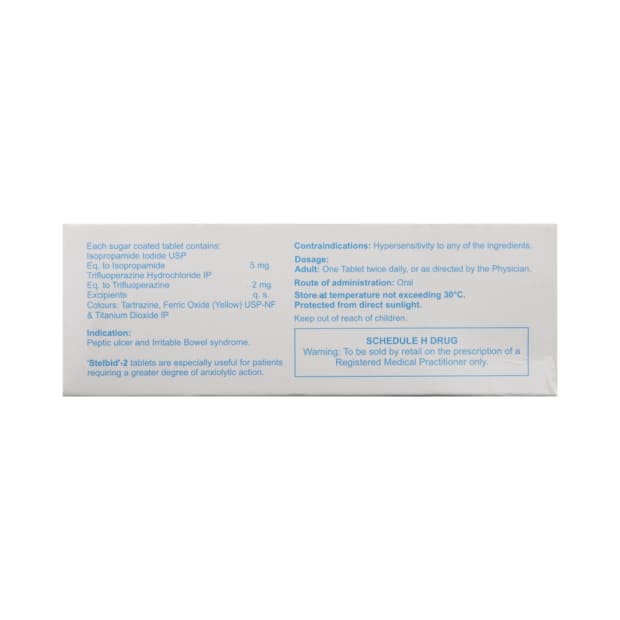 Each sugar coated tablet contains:
Isopropamide Iodide USP
Eq. to Isopropamide 5 mg
Trifluoperazine Hydrochloride IP
Eq. to Trifluoperazine 2 mg
Excipients q. s.
Colours: Tartrazine, Ferric Oxide (Yellow) USP-NF
& Titanium Dioxide IP
Indication:
Peptic ulcer and Irritable Bowel syndrome.
'Stelbid'-2 tablets are especially useful for patients
requiring a greater degree of anxiolytic action.
Contraindications: Hypersensitivity to any of the ingredients.
Dosage:
Adult: One Tablet twice daily, or as directed by the Physician.
Route of administration: Oral
Store at temperature not exceeding 30°C.
Protected from direct sunlight.
Keep out of reach of children.
SCHEDULE H DRUG
Warning: To be sold by retail on the prescription of a
Registered Medical Practitioner only.